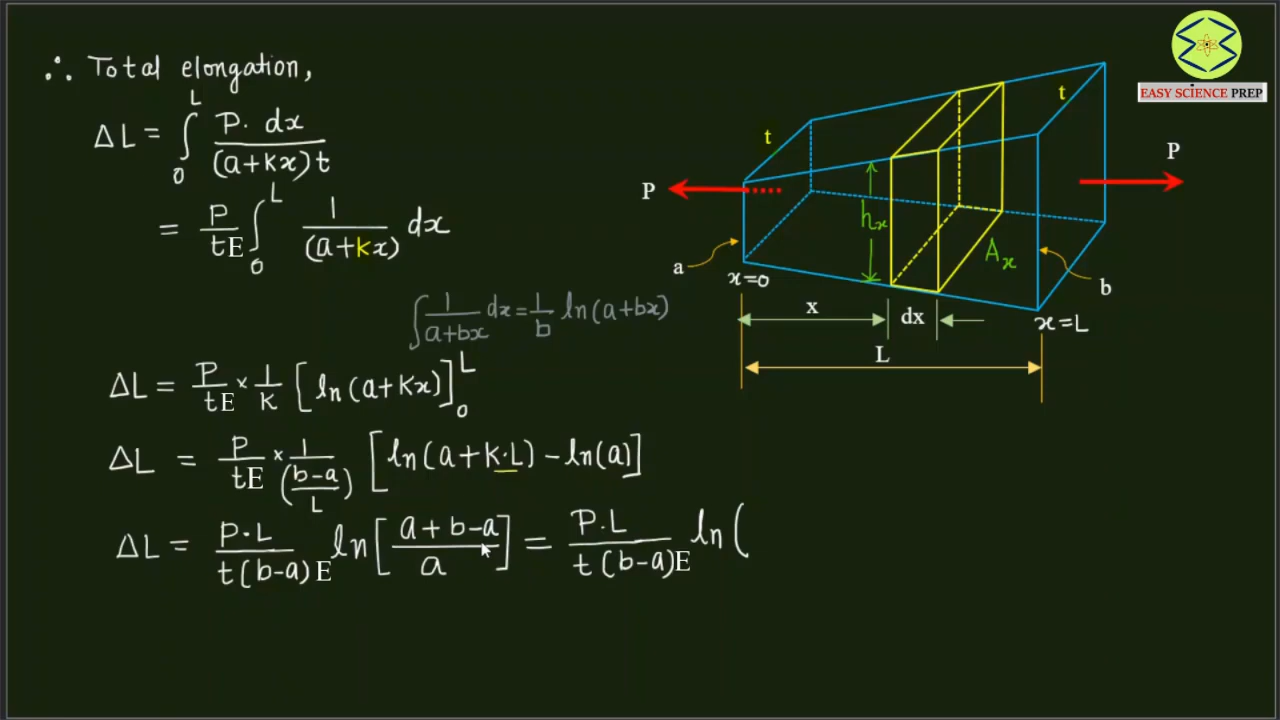 ∴ Total elongation,
ΔL = ∫₀ᴸ P. dx / (a+kx) t
= P/tE ∫₀ᴸ 1/(a+kx) dx
∫ 1/(a+bx) dx = 1/b ln(a+bx)
ΔL = P/tE × 1/k [ln(a+kx)]₀ᴸ
ΔL = P/tE × 1/((b-a)/L) [ln(a+k·L) - ln(a)]
ΔL = P·L / t(b-a)E ln[(a+b-a)/a] = P·L / t(b-a)E ln(
EASY SCIENCE PREP
t
t
P
P
hₓ
Aₓ
a
b
x=0
x=L
x
dx
L